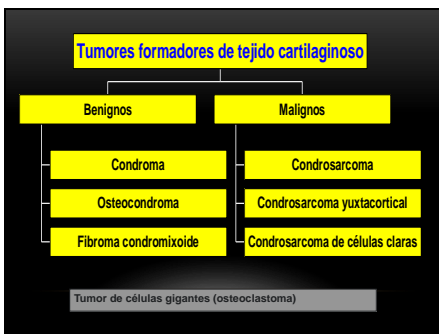 Tumores formadores de tejido cartilaginoso
Benignos
Malignos
Condroma
Condrosarcoma
Osteocondroma
Condrosarcoma yuxtacortical
Fibroma condromixoide
Condrosarcoma de células claras
Tumor de células gigantes (osteoclastoma)